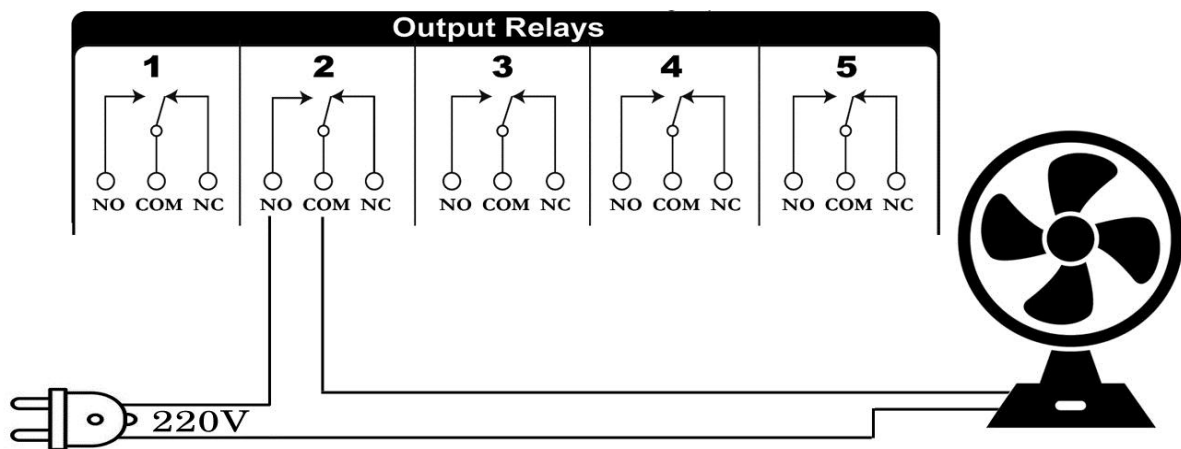 Output Relays
1 2 3 4 5
NO COM NC NO COM NC NO COM NC NO COM NC NO COM NC
220V